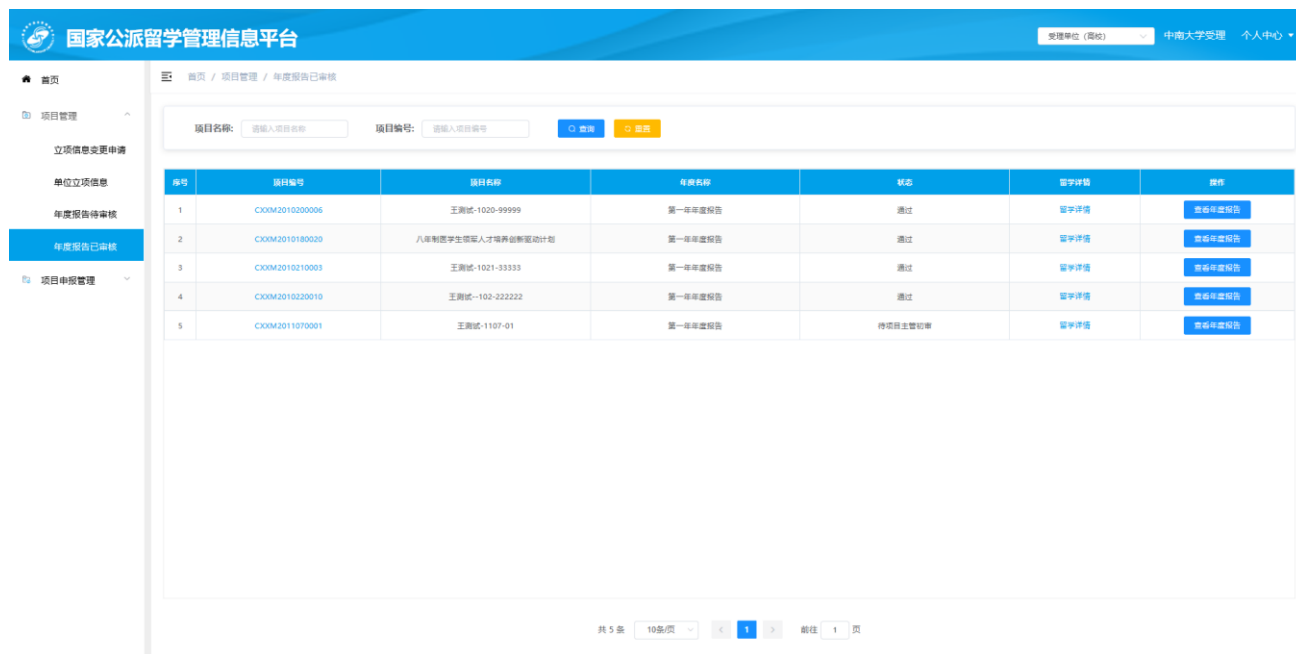 国家公派留学管理信息平台
受理单位（高校）
中南大学受理 个人中心
首页
项目管理
立项信息变更申请
单位立项信息
年度报告待审核
年度报告已审核
项目申报管理
首页 / 项目管理 / 年度报告已审核
项目名称: 请输入项目名称 项目编号: 请输入项目编号 查询 重置
序号 项目编号 项目名称 年度名称 状态 留学详情 操作
1 CXXM2010200006 王测试-1020-99999 第一年年度报告 通过 留学详情 查看年度报告
2 CXXM2010180020 八年制医学生领军人才培养创新驱动计划 第一年年度报告 通过 留学详情 查看年度报告
3 CXXM2010210003 王测试-1021-33333 第一年年度报告 通过 留学详情 查看年度报告
4 CXXM2010220010 王测试--102-222222 第一年年度报告 通过 留学详情 查看年度报告
5 CXXM2011070001 王测试-1107-01 第一年年度报告 待项目主管初审 留学详情 查看年度报告
共 5 条 10条/页 < 1 > 前往 1 页